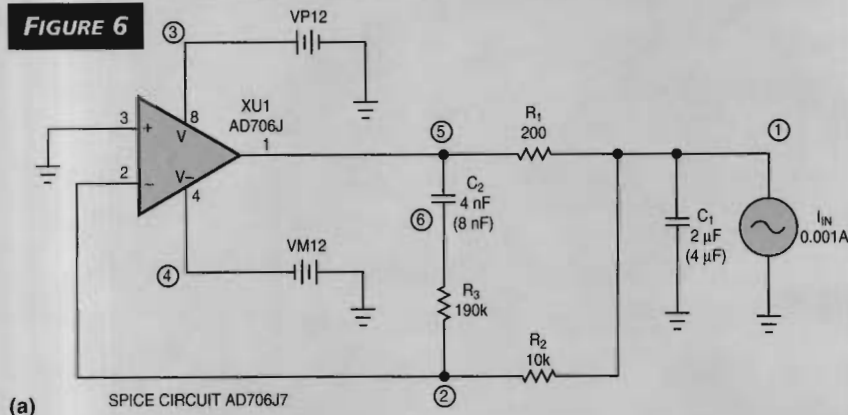 FIGURE 6
③
VP12
XU1
AD706J
3
+
8
V
1
2
−
V−
4
⑤
R1
200
①
C2
4 nF
(8 nF)
⑥
C1
2 µF
(4 µF)
IIN
0.001A
④
VM12
R3
190k
R2
10k
②
(a)
SPICE CIRCUIT AD706J7